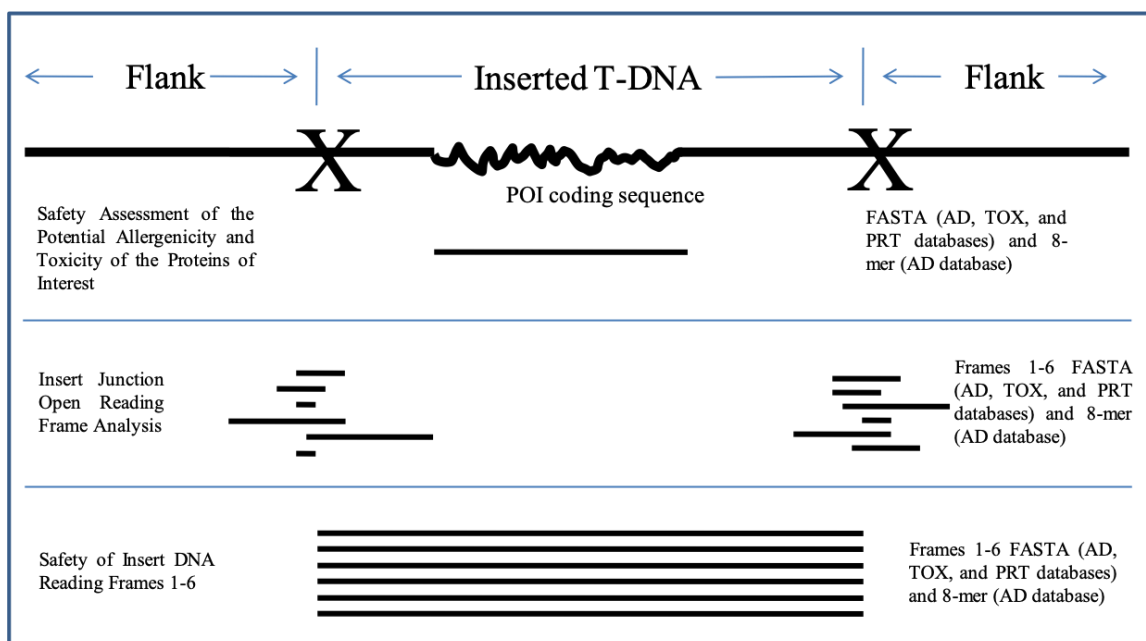 Flank
Inserted T-DNA
Flank
X
X
POI coding sequence
Safety Assessment of the
Potential Allergenicity and
Toxicity of the Proteins of
Interest
FASTA (AD, TOX, and
PRT databases) and 8-
mer (AD database)
Insert Junction
Open Reading
Frame Analysis
Frames 1-6 FASTA
(AD, TOX, and PRT
databases) and 8-mer
(AD database)
Safety of Insert DNA
Reading Frames 1-6
Frames 1-6 FASTA (AD,
TOX, and PRT databases)
and 8-mer (AD database)